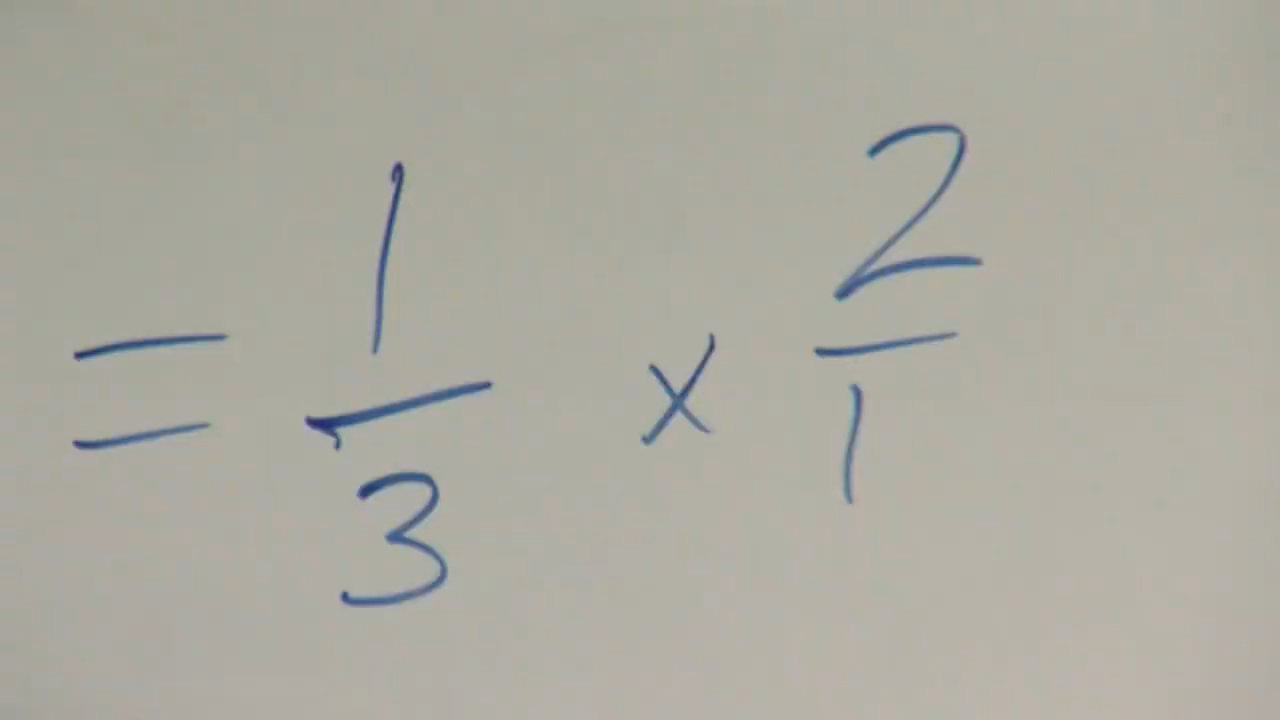 = 1/3 x 2/1